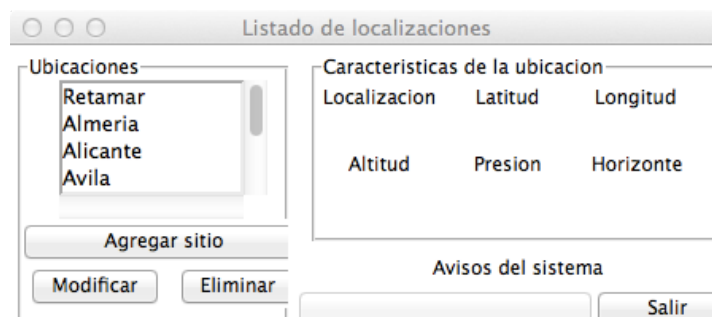 Listado de localizaciones
Ubicaciones
Retamar
Almeria
Alicante
Avila
Agregar sitio
Modificar Eliminar
Caracteristicas de la ubicacion
Localizacion Latitud Longitud
Altitud Presion Horizonte
Avisos del sistema
Salir